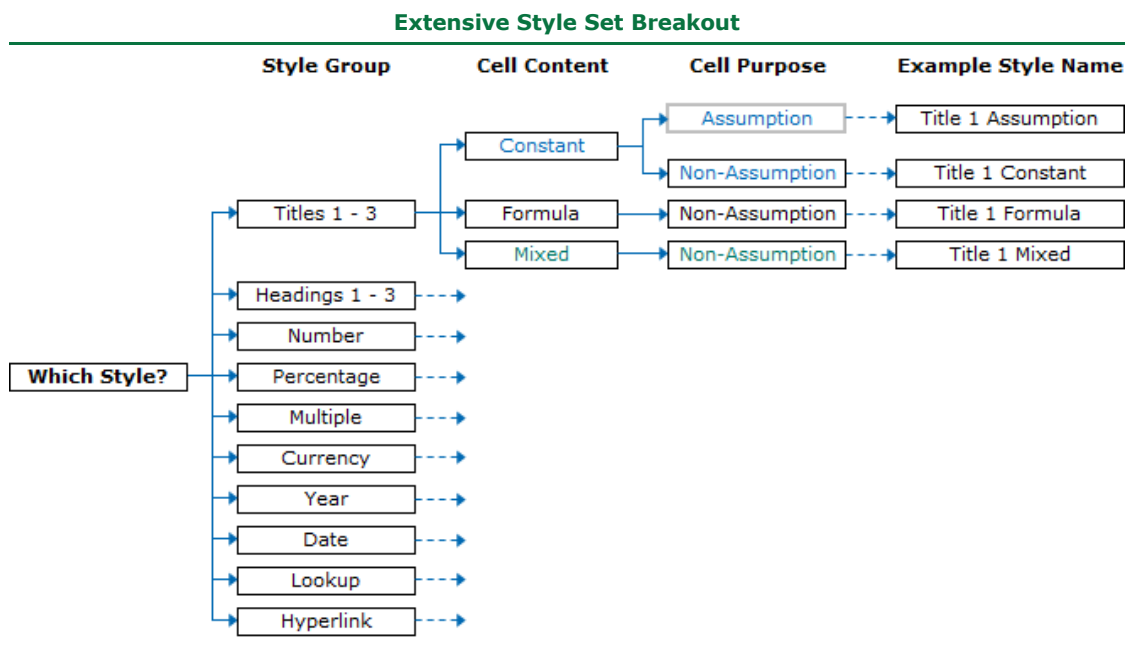 Extensive Style Set Breakout
Style Group Cell Content Cell Purpose Example Style Name
Assumption Title 1 Assumption
Constant
Non-Assumption Title 1 Constant
Titles 1 - 3 Formula Non-Assumption Title 1 Formula
Mixed Non-Assumption Title 1 Mixed
Headings 1 - 3
Number
Which Style? Percentage
Multiple
Currency
Year
Date
Lookup
Hyperlink